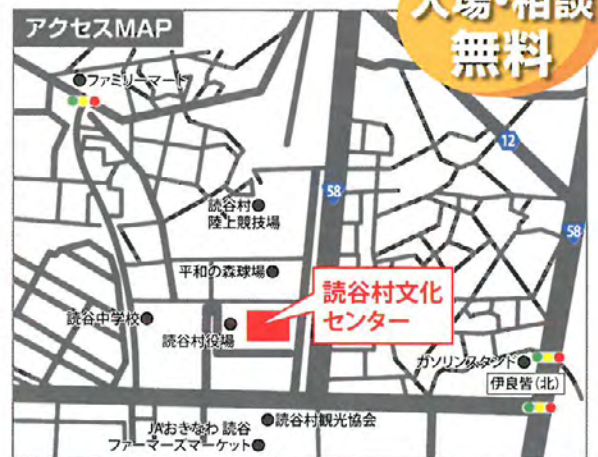 アクセスMAP
入場・相談
無料
ファミリーマート
12
58
読谷村
陸上競技場
58
平和の森球場
読谷村文化
センター
読谷中学校
読谷村役場
ガソリンスタンド
伊良皆(北)
読谷村観光協会
JAおきなわ 読谷
ファーマーズマーケット